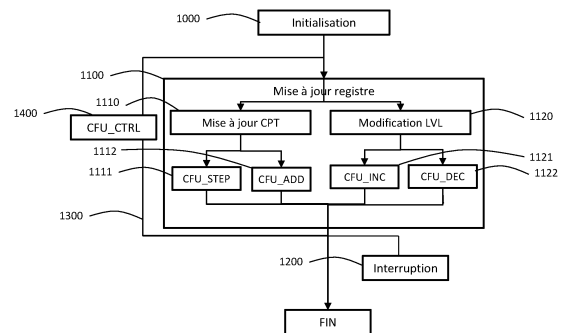 1000
Initialisation
1100
Mise à jour registre
1110
1400
CFU_CTRL
Mise à jour CPT
Modification LVL
1120
1112
1111
CFU_STEP
CFU_ADD
CFU_INC
CFU_DEC
1121
1122
1300
1200
Interruption
FIN